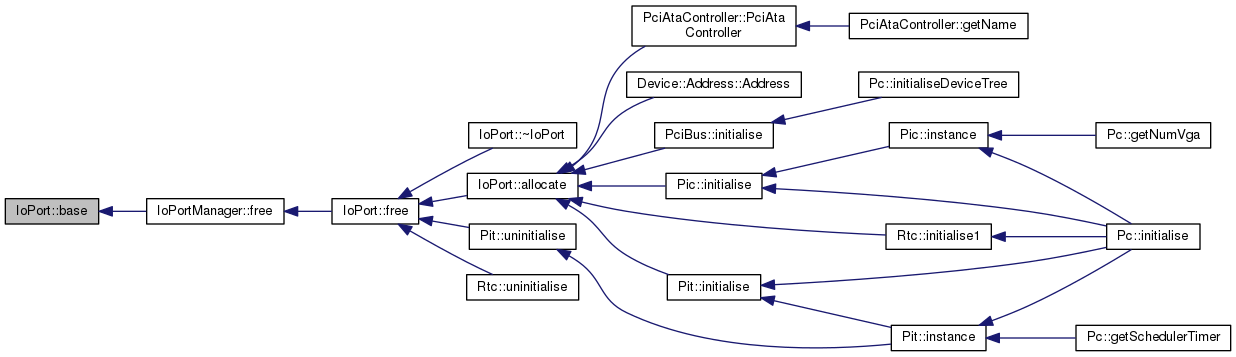 PciAtaController::PciAta
Controller
PciAtaController::getName
Device::Address::Address
Pc::initialiseDeviceTree
IoPort::~IoPort
PciBus::initialise
Pic::instance
Pc::getNumVga
IoPort::allocate
Pic::initialise
IoPort::base
IoPortManager::free
IoPort::free
Pit::uninitialise
Rtc::initialise1
Pc::initialise
Rtc::uninitialise
Pit::initialise
Pit::instance
Pc::getSchedulerTimer